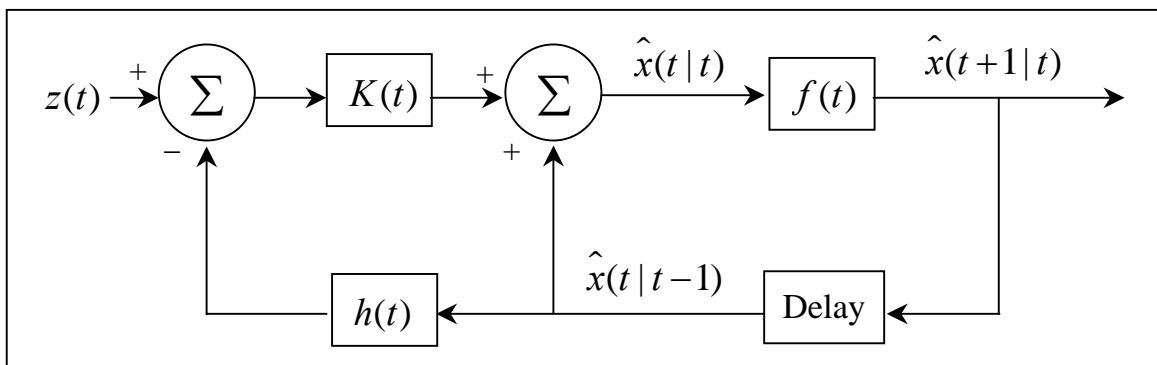 z(t)
+
−
Σ
K(t)
+
+
Σ
x̂(t | t)
f(t)
x̂(t+1 | t)
h(t)
x̂(t | t−1)
Delay